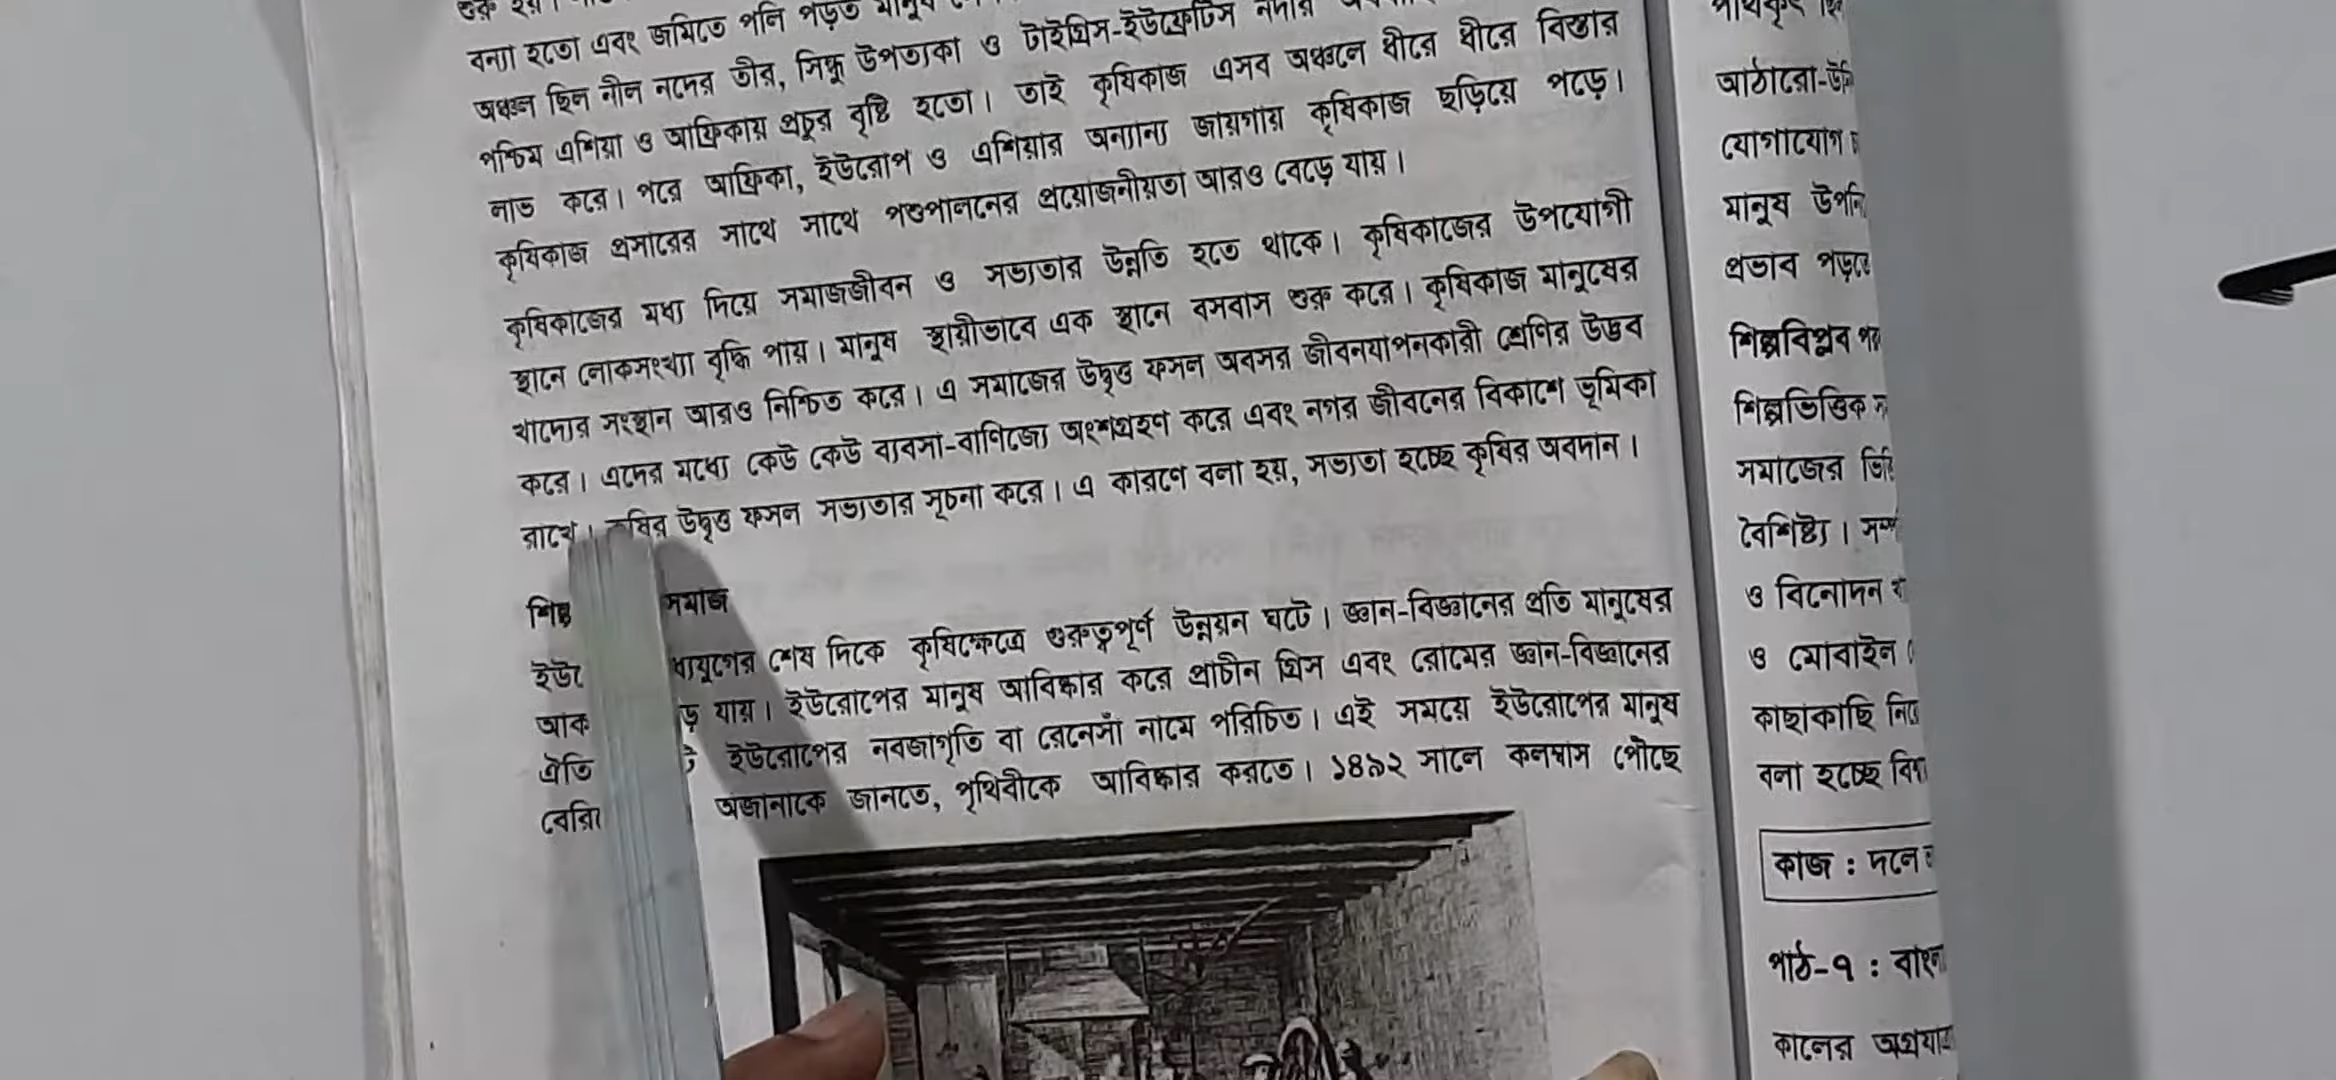 বন্যা হতো এবং জমিতে পলি পড়ত মানুষ
অঞ্চল ছিল নীল নদের তীর, সিন্ধু উপত্যকা ও টাইগ্রিস-ইউফ্রেটিস নদীর
পশ্চিম এশিয়া ও আফ্রিকায় প্রচুর বৃষ্টি হতো। তাই কৃষিকাজ এসব অঞ্চলে ধীরে ধীরে বিস্তার
লাভ করে। পরে আফ্রিকা, ইউরোপ ও এশিয়ার অন্যান্য জায়গায় কৃষিকাজ ছড়িয়ে পড়ে।
কৃষিকাজ প্রসারের সাথে সাথে পশুপালনের প্রয়োজনীয়তা আরও বেড়ে যায়।
কৃষিকাজের মধ্য দিয়ে সমাজজীবন ও সভ্যতার উন্নতি হতে থাকে। কৃষিকাজের উপযোগী
স্থানে লোকসংখ্যা বৃদ্ধি পায়। মানুষ স্থায়ীভাবে এক স্থানে বসবাস শুরু করে। কৃষিকাজ মানুষের
খাদ্যের সংস্থান আরও নিশ্চিত করে। এ সমাজের উদ্বৃত্ত ফসল অবসর জীবনযাপনকারী শ্রেণির উদ্ভব
করে। এদের মধ্যে কেউ কেউ ব্যবসা-বাণিজ্যে অংশগ্রহণ করে এবং নগর জীবনের বিকাশে ভূমিকা
রাখে। কৃষির উদ্বৃত্ত ফসল সভ্যতার সূচনা করে। এ কারণে বলা হয়, সভ্যতা হচ্ছে কৃষির অবদান।
শিল্প সমাজ
শেষ দিকে কৃষিক্ষেত্রে গুরুত্বপূর্ণ উন্নয়ন ঘটে। জ্ঞান-বিজ্ঞানের প্রতি মানুষের
যায়। ইউরোপের মানুষ আবিষ্কার করে প্রাচীন গ্রিস এবং রোমের জ্ঞান-বিজ্ঞানের
ইউরোপের নবজাগৃতি বা রেনেসাঁ নামে পরিচিত। এই সময়ে ইউরোপের মানুষ
অজানাকে জানতে, পৃথিবীকে আবিষ্কার করতে। ১৪৯২ সালে কলম্বাস পৌঁছে
আঠারো-
যোগাযোগ
মানুষ
প্রভাব
শিল্পবিপ্লব
শিল্পভিত্তিক
সমাজের
বৈশিষ্ট্য।
ও বিনোদন
ও মোবাইল
কাছাকাছি
বলা হচ্ছে
কাজ : দলে
পাঠ-৭ :
কালের